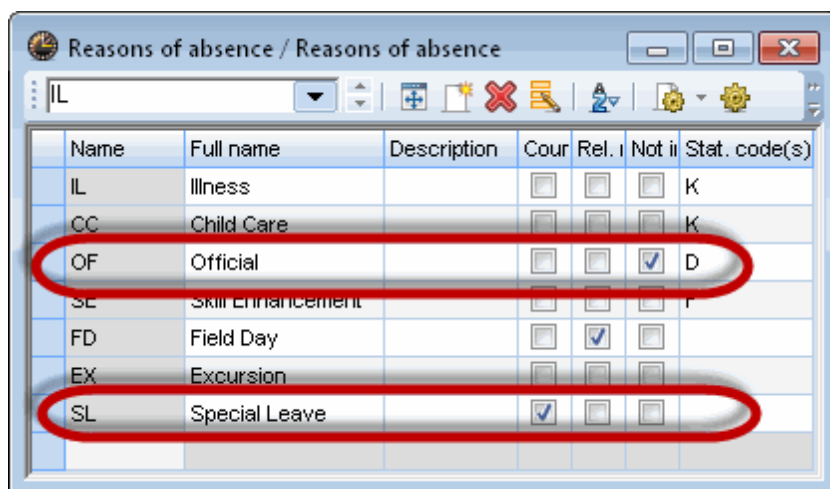 Reasons of absence / Reasons of absence
IL
Name Full name Description Cour Rel. Not Stat. code(s)
IL Illness K
CC Child Care K
OF Official D
SE Skill Enhancement F
FD Field Day
EX Excursion
SL Special Leave